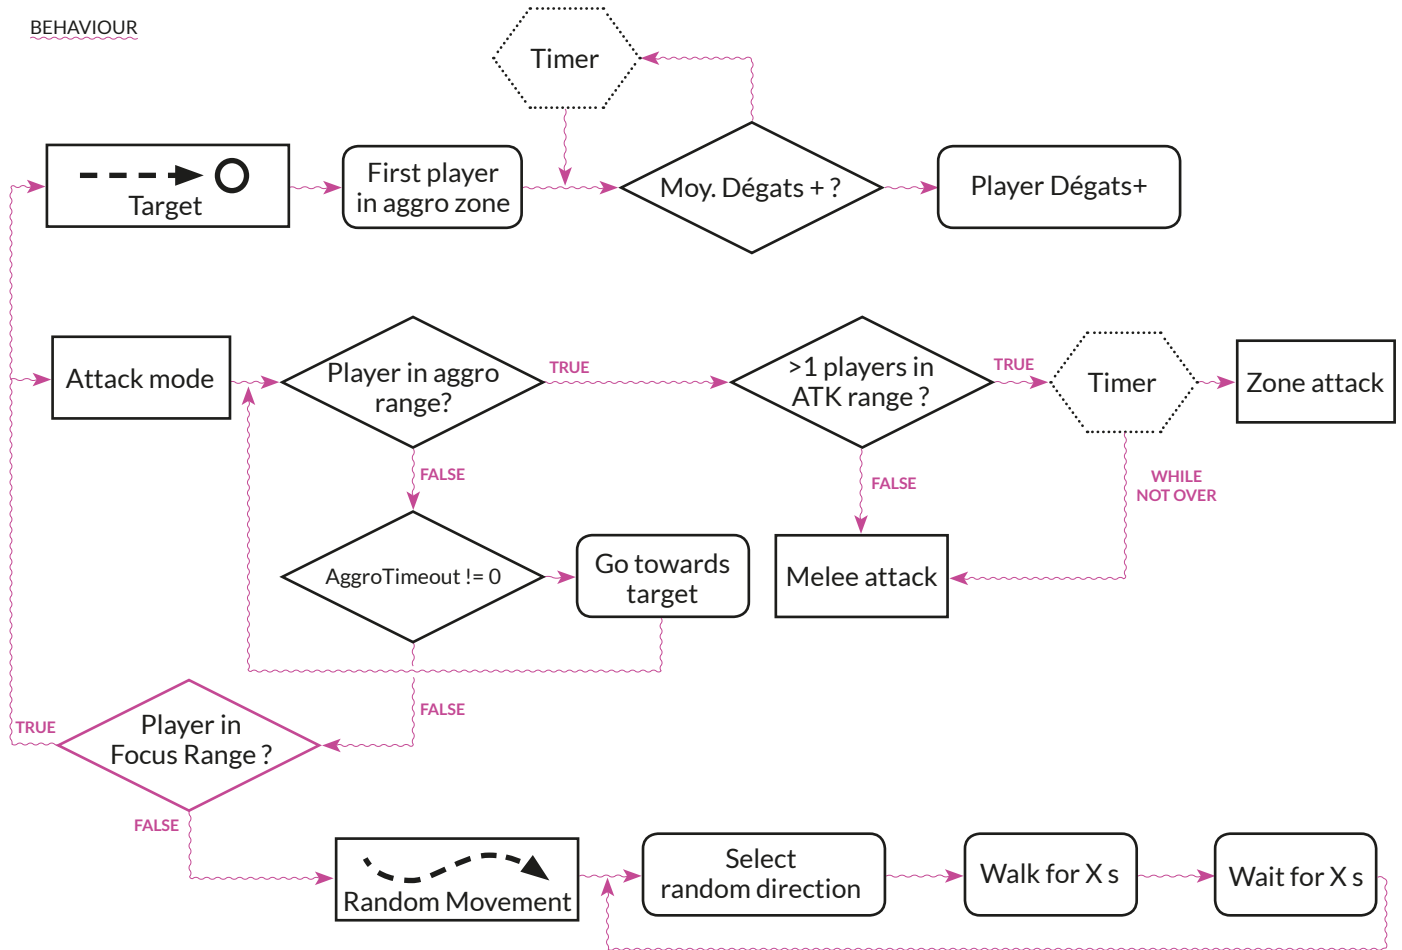 BEHAVIOUR
Timer
Target
First player
in aggro zone
Moy. Dégats + ?
Player Dégats+
Attack mode
Player in aggro
range?
TRUE
>1 players in
ATK range ?
TRUE
Timer
Zone attack
FALSE
FALSE
WHILE
NOT OVER
AggroTimeout != 0
Go towards
target
Melee attack
FALSE
TRUE
Player in
Focus Range ?
FALSE
Random Movement
Select
random direction
Walk for X s
Wait for X s